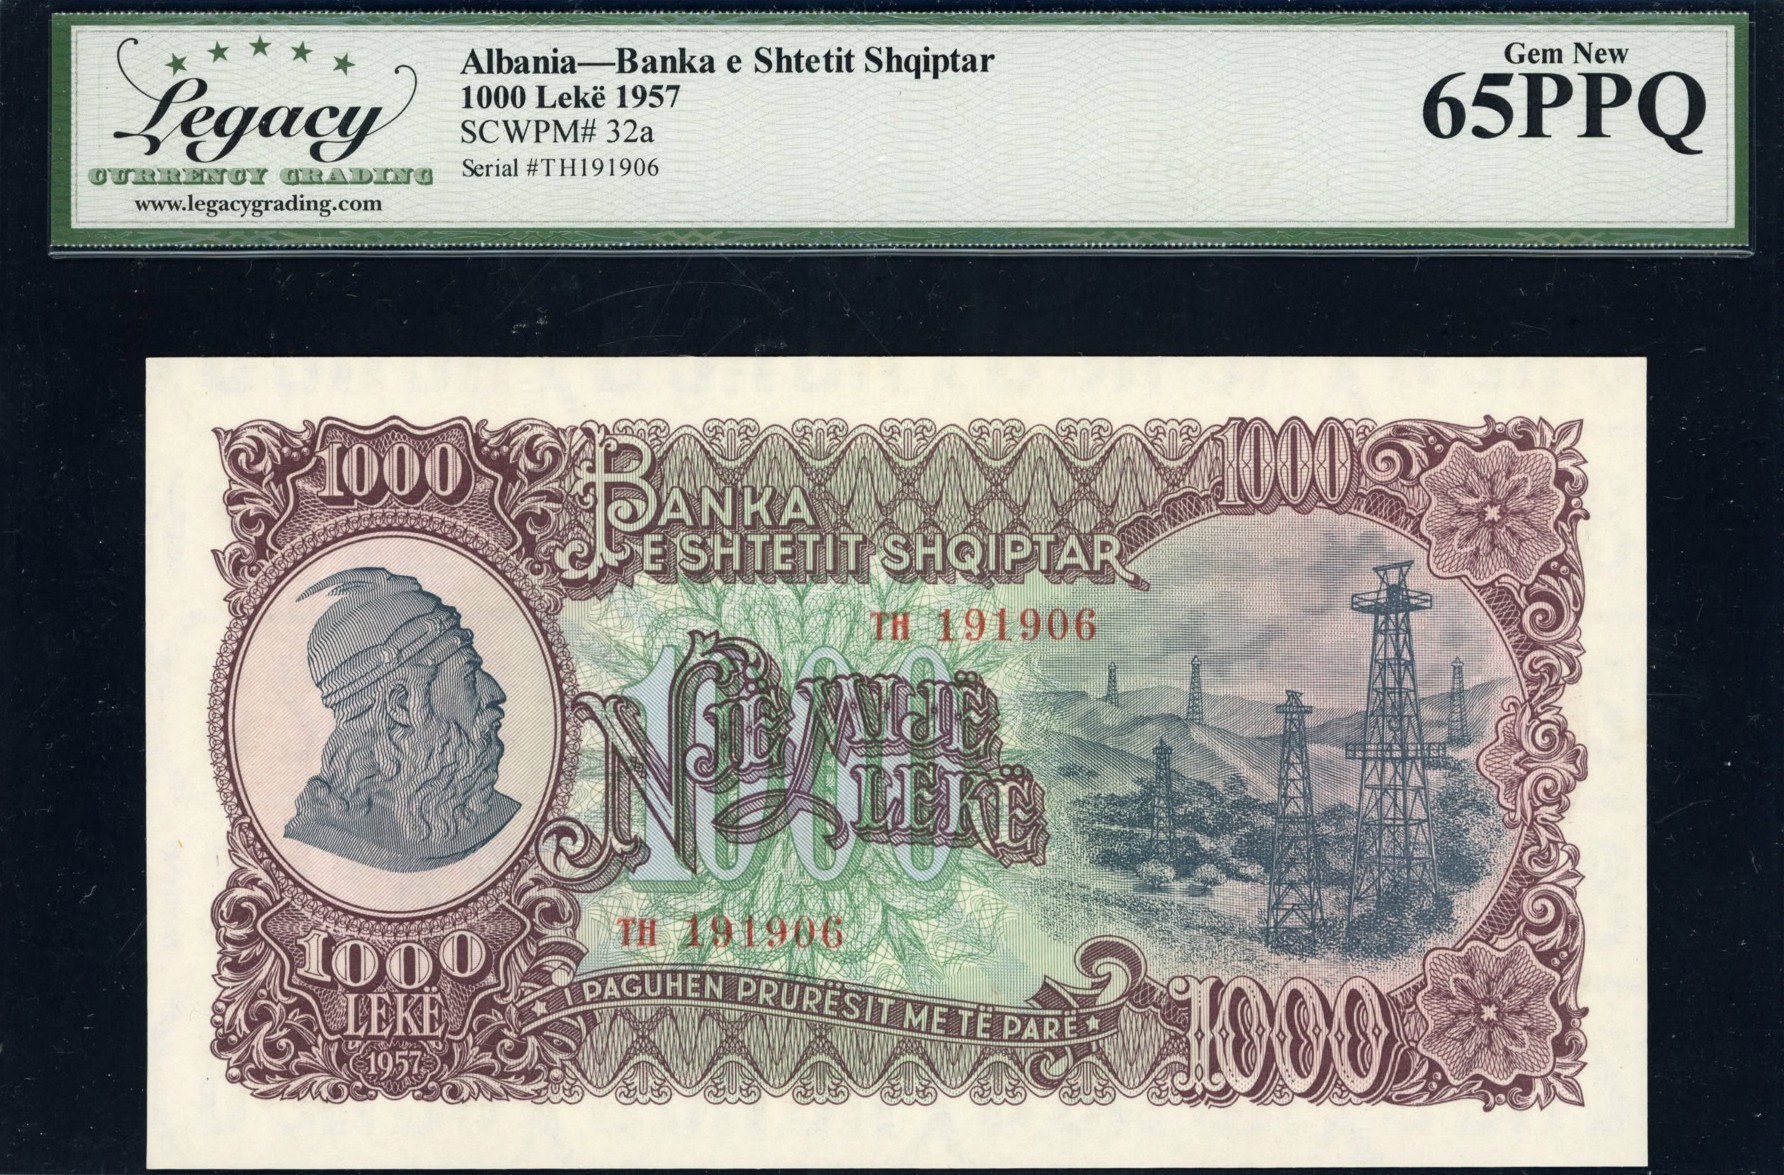 Legacy
CURRENCY GRADING
www.legacygrading.com
Albania—Banka e Shtetit Shqiptar
1000 Lekë 1957
SCWPM# 32a
Serial #TH191906
Gem New
65PPQ
1000
BANKA
E SHTETIT SHQIPTAR
1000
TH 191906
1000
NJË MIJË
LEKË
TH 191906
1000
LEKË
1957
I PAGUHEN PRURËSIT ME TË PARË
1000